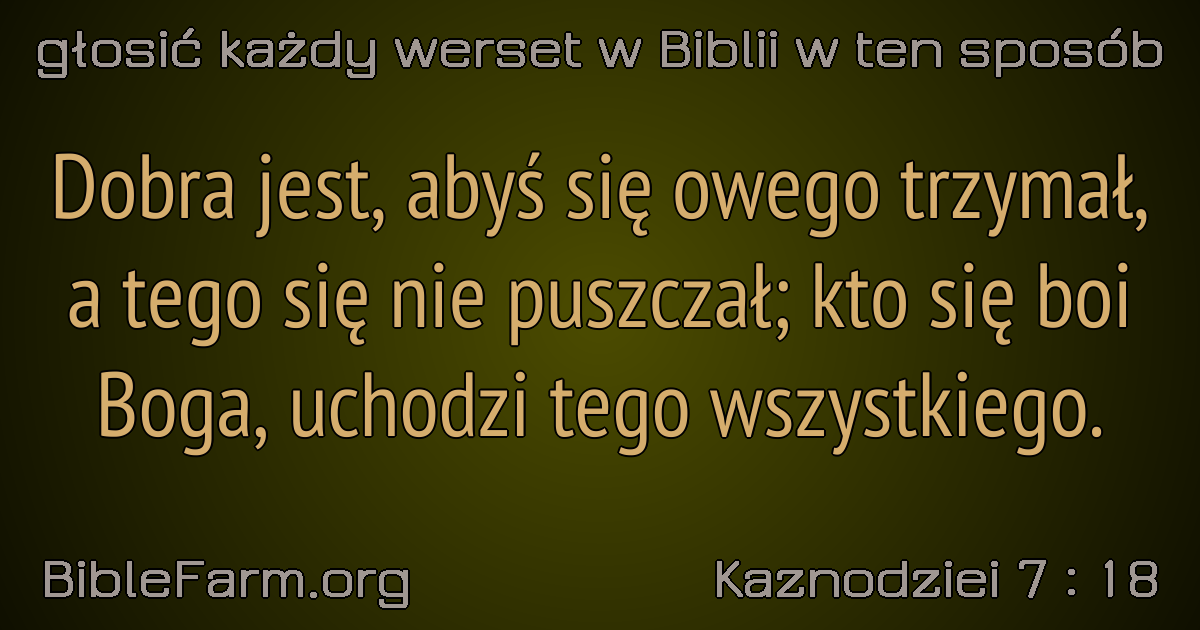 głosić każdy werset w Biblii w ten sposób
Dobra jest, abyś się owego trzymał,
a tego się nie puszczał; kto się boi
Boga, uchodzi tego wszystkiego.
BibleFarm.org
Kaznodziei 7 : 18